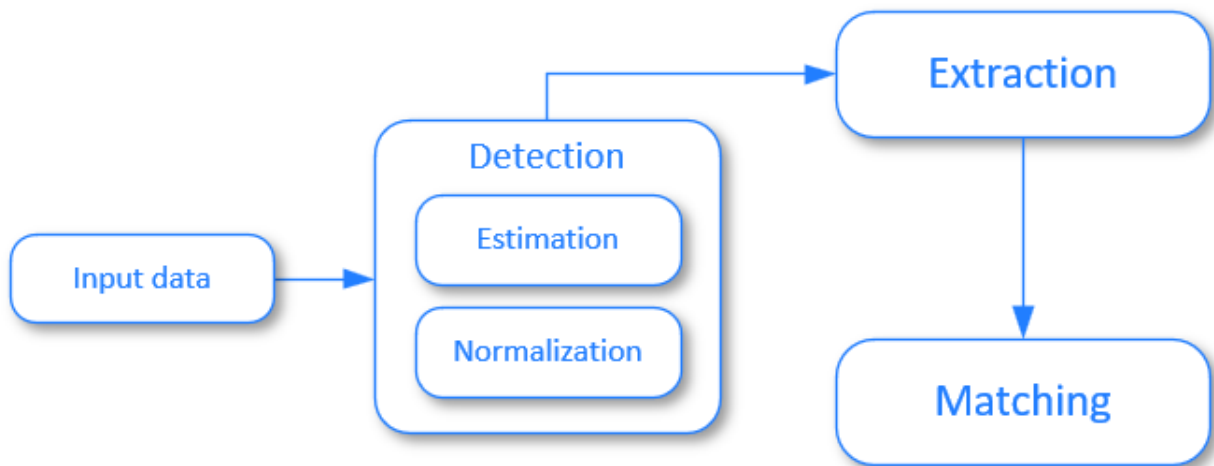 Input data
Detection
Estimation
Normalization
Extraction
Matching